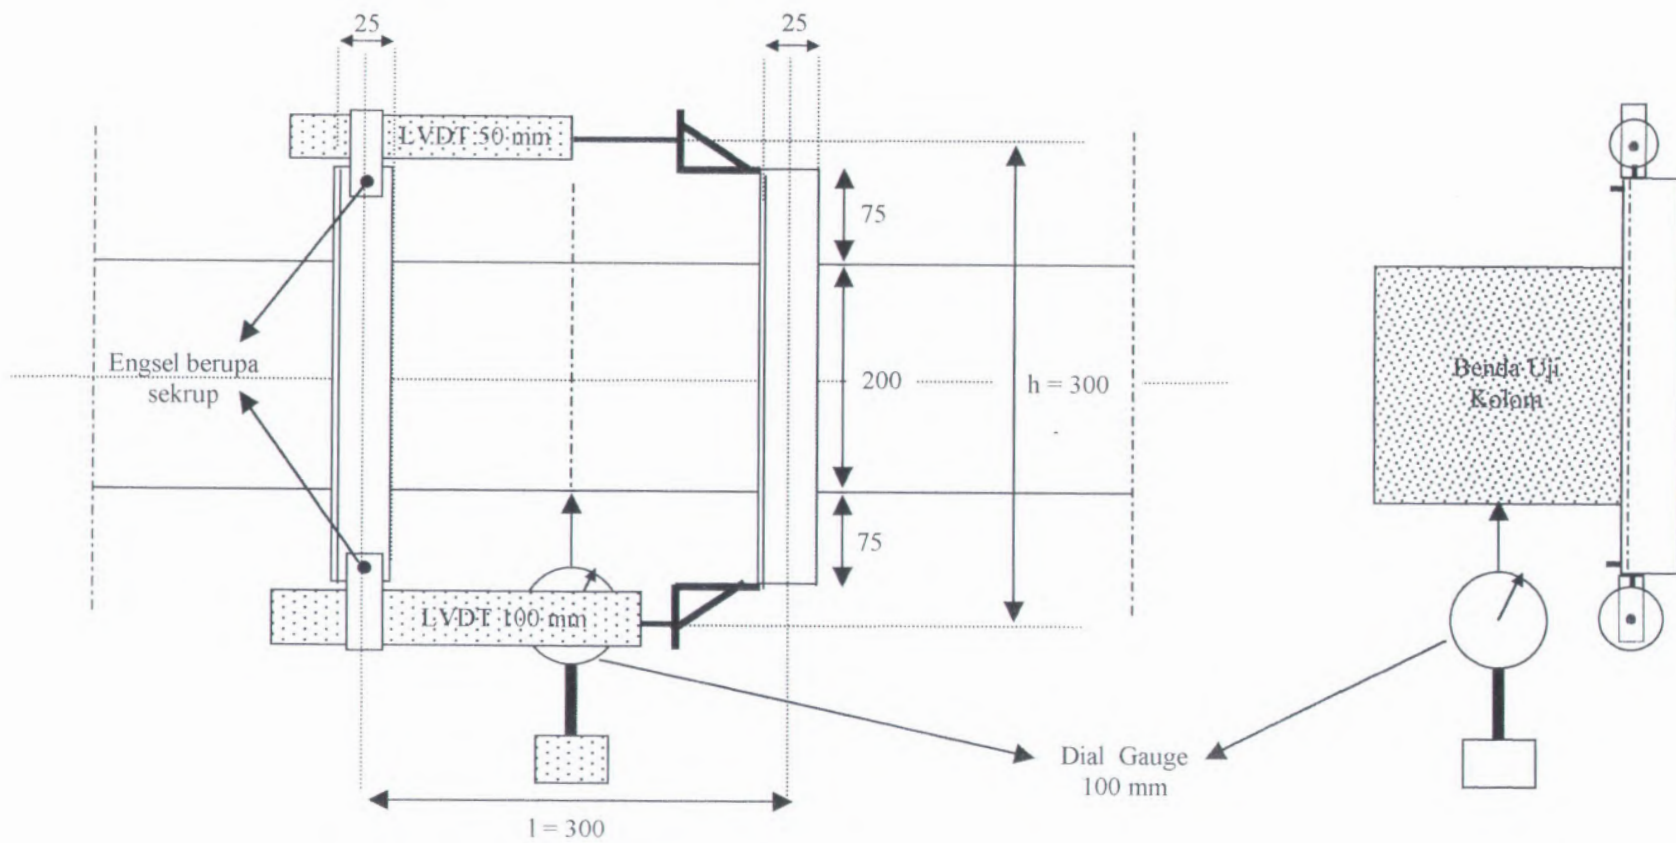 25
25
LVDT 50 mm
75
Engsel berupa
sekrup
200
h = 300
Benda Uji
Kolom
75
LVDT 100 mm
Dial Gauge
100 mm
l = 300